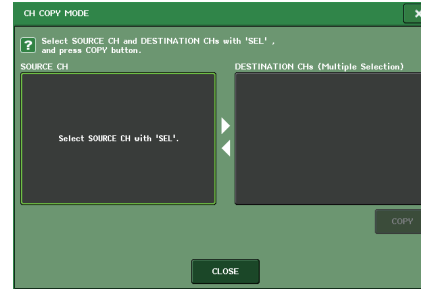 CH COPY MODE
Select SOURCE CH and DESTINATION CHs with 'SEL' ,
and press COPY button.
SOURCE CH
DESTINATION CHs (Multiple Selection)
Select SOURCE CH with 'SEL'.
COPY
CLOSE